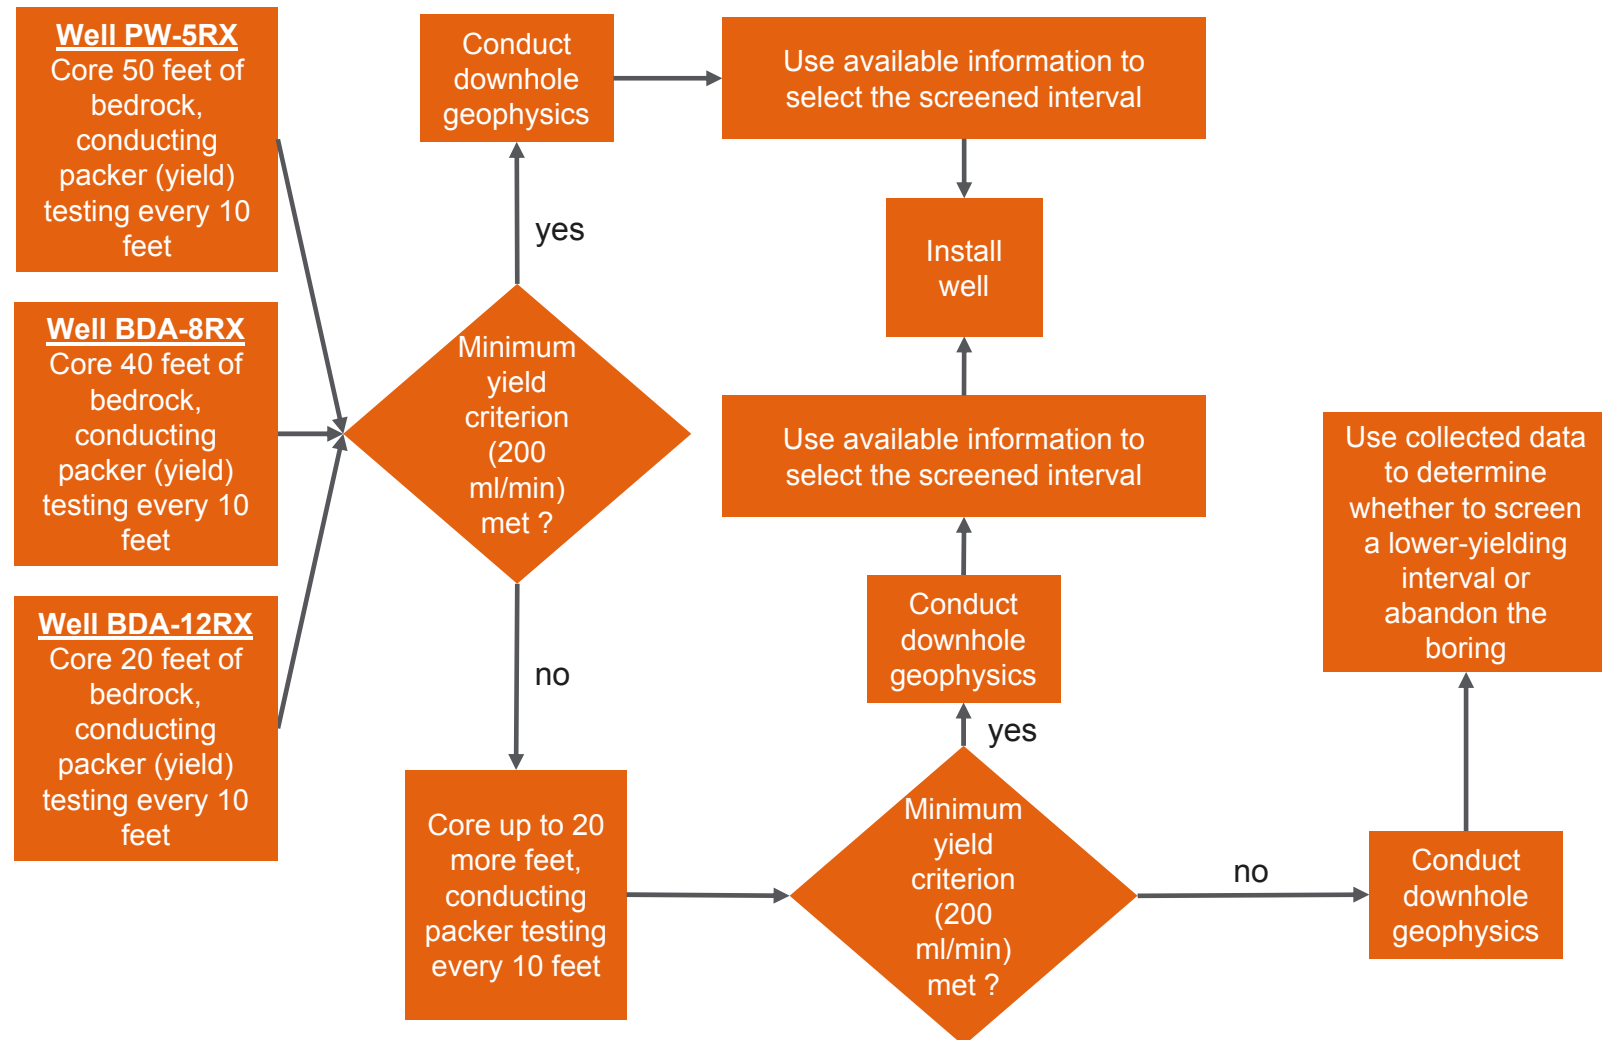 Well PW-5RX
Core 50 feet of
bedrock,
conducting
packer (yield)
testing every 10
feet
Well BDA-8RX
Core 40 feet of
bedrock,
conducting
packer (yield)
testing every 10
feet
Well BDA-12RX
Core 20 feet of
bedrock,
conducting
packer (yield)
testing every 10
feet
Minimum
yield
criterion
(200
ml/min)
met ?
yes
Conduct
downhole
geophysics
Use available information to
select the screened interval
Install
well
no
Core up to 20
more feet,
conducting
packer testing
every 10 feet
Minimum
yield
criterion
(200
ml/min)
met ?
yes
Conduct
downhole
geophysics
Use available information to
select the screened interval
no
Conduct
downhole
geophysics
Use collected data
to determine
whether to screen
a lower-yielding
interval or
abandon the
boring